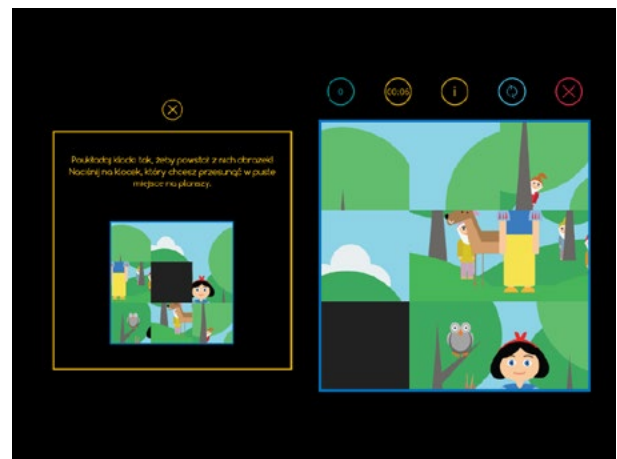 0
00:06
i
Poukładaj klocki tak, żeby powstał z nich obrazek!
Naciśnij na klocek, który chcesz przesunąć w puste
miejsce na planszy.